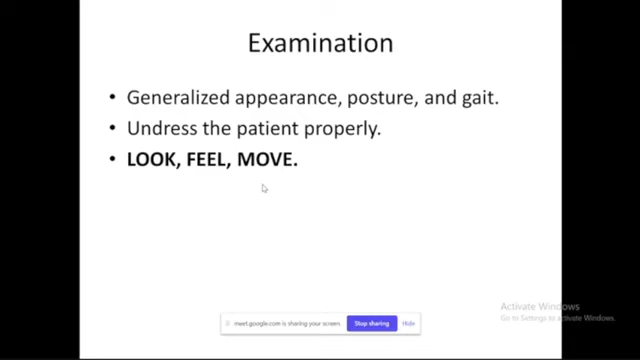 Examination
• Generalized appearance, posture, and gait.
• Undress the patient properly.
• LOOK, FEEL, MOVE.
Activate Windows
Go to Settings to activate Windows.
meet.google.com is sharing your screen. Stop sharing Hide